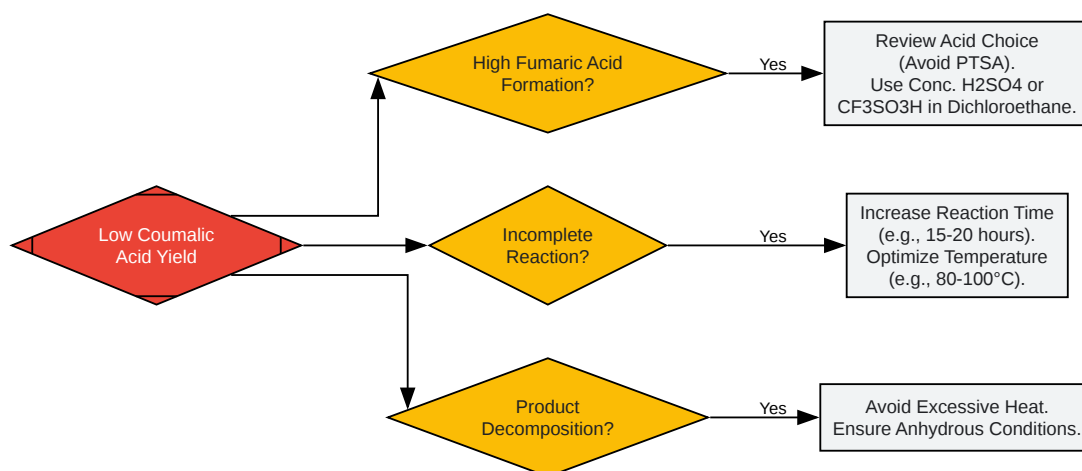 High Fumaric Acid
Formation?
Yes
Review Acid Choice
(Avoid PTSA).
Use Conc. H2SO4 or
CF3SO3H in Dichloroethane.
Low Coumalic
Acid Yield
Incomplete
Reaction?
Yes
Increase Reaction Time
(e.g., 15-20 hours).
Optimize Temperature
(e.g., 80-100°C).
Product
Decomposition?
Yes
Avoid Excessive Heat.
Ensure Anhydrous Conditions.